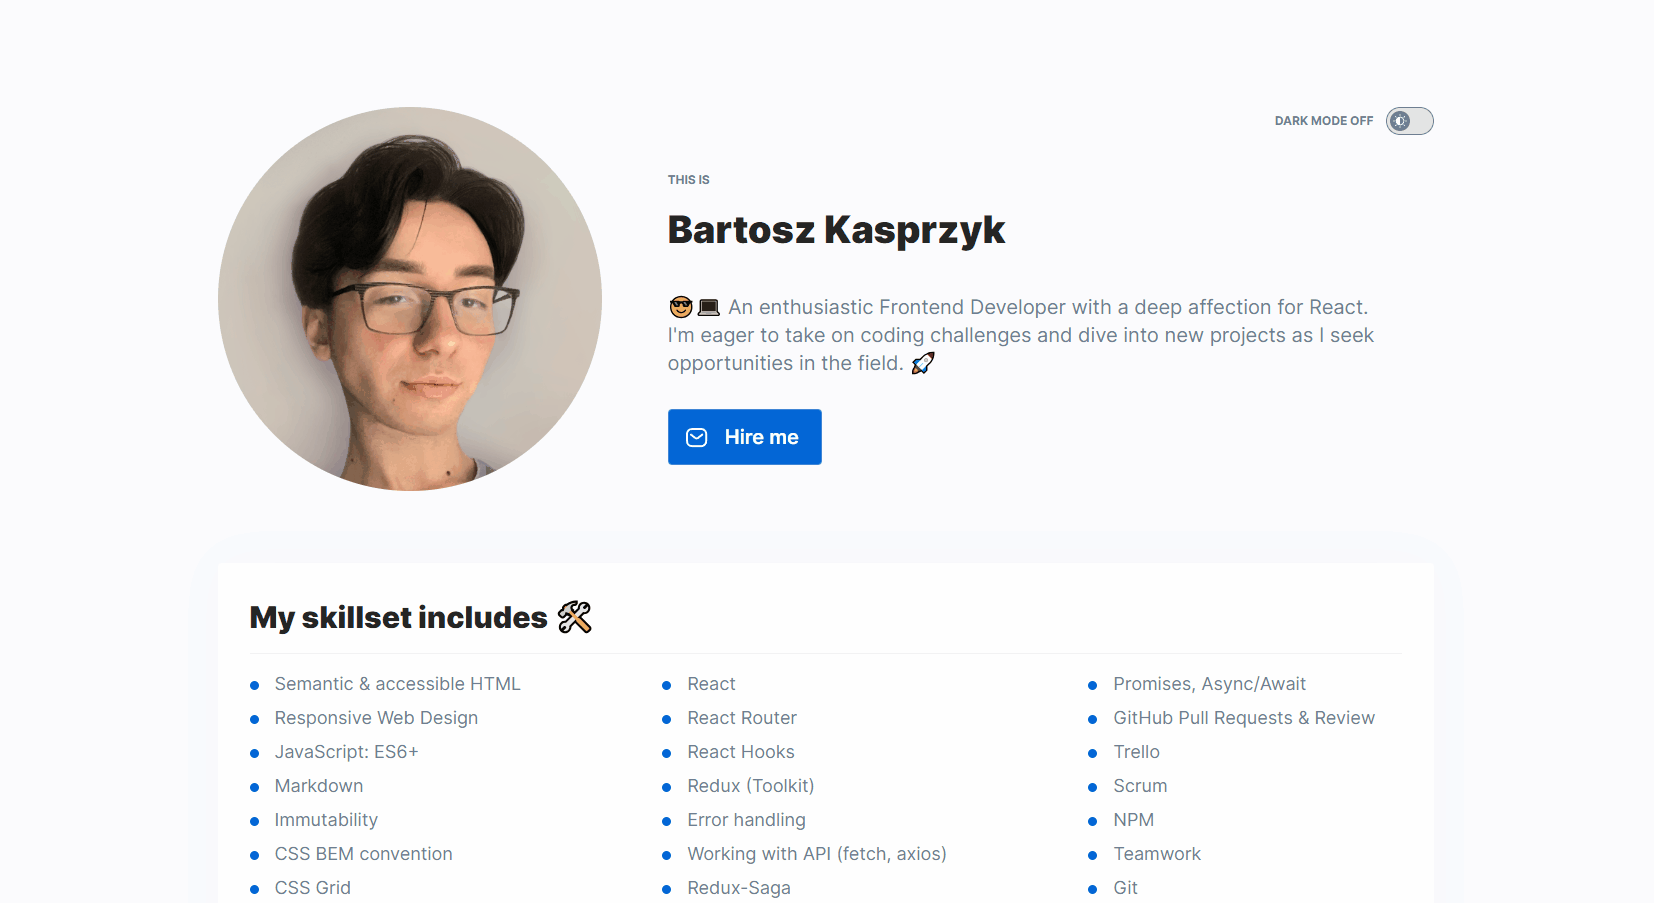 DARK MODE OFF
THIS IS
Bartosz Kasprzyk
😎💻 An enthusiastic Frontend Developer with a deep affection for React.
I'm eager to take on coding challenges and dive into new projects as I seek
opportunities in the field. 🚀
Hire me
My skillset includes 🛠
Semantic & accessible HTML
Responsive Web Design
JavaScript: ES6+
Markdown
Immutability
CSS BEM convention
CSS Grid
React
React Router
React Hooks
Redux (Toolkit)
Error handling
Working with API (fetch, axios)
Redux-Saga
Promises, Async/Await
GitHub Pull Requests & Review
Trello
Scrum
NPM
Teamwork
Git